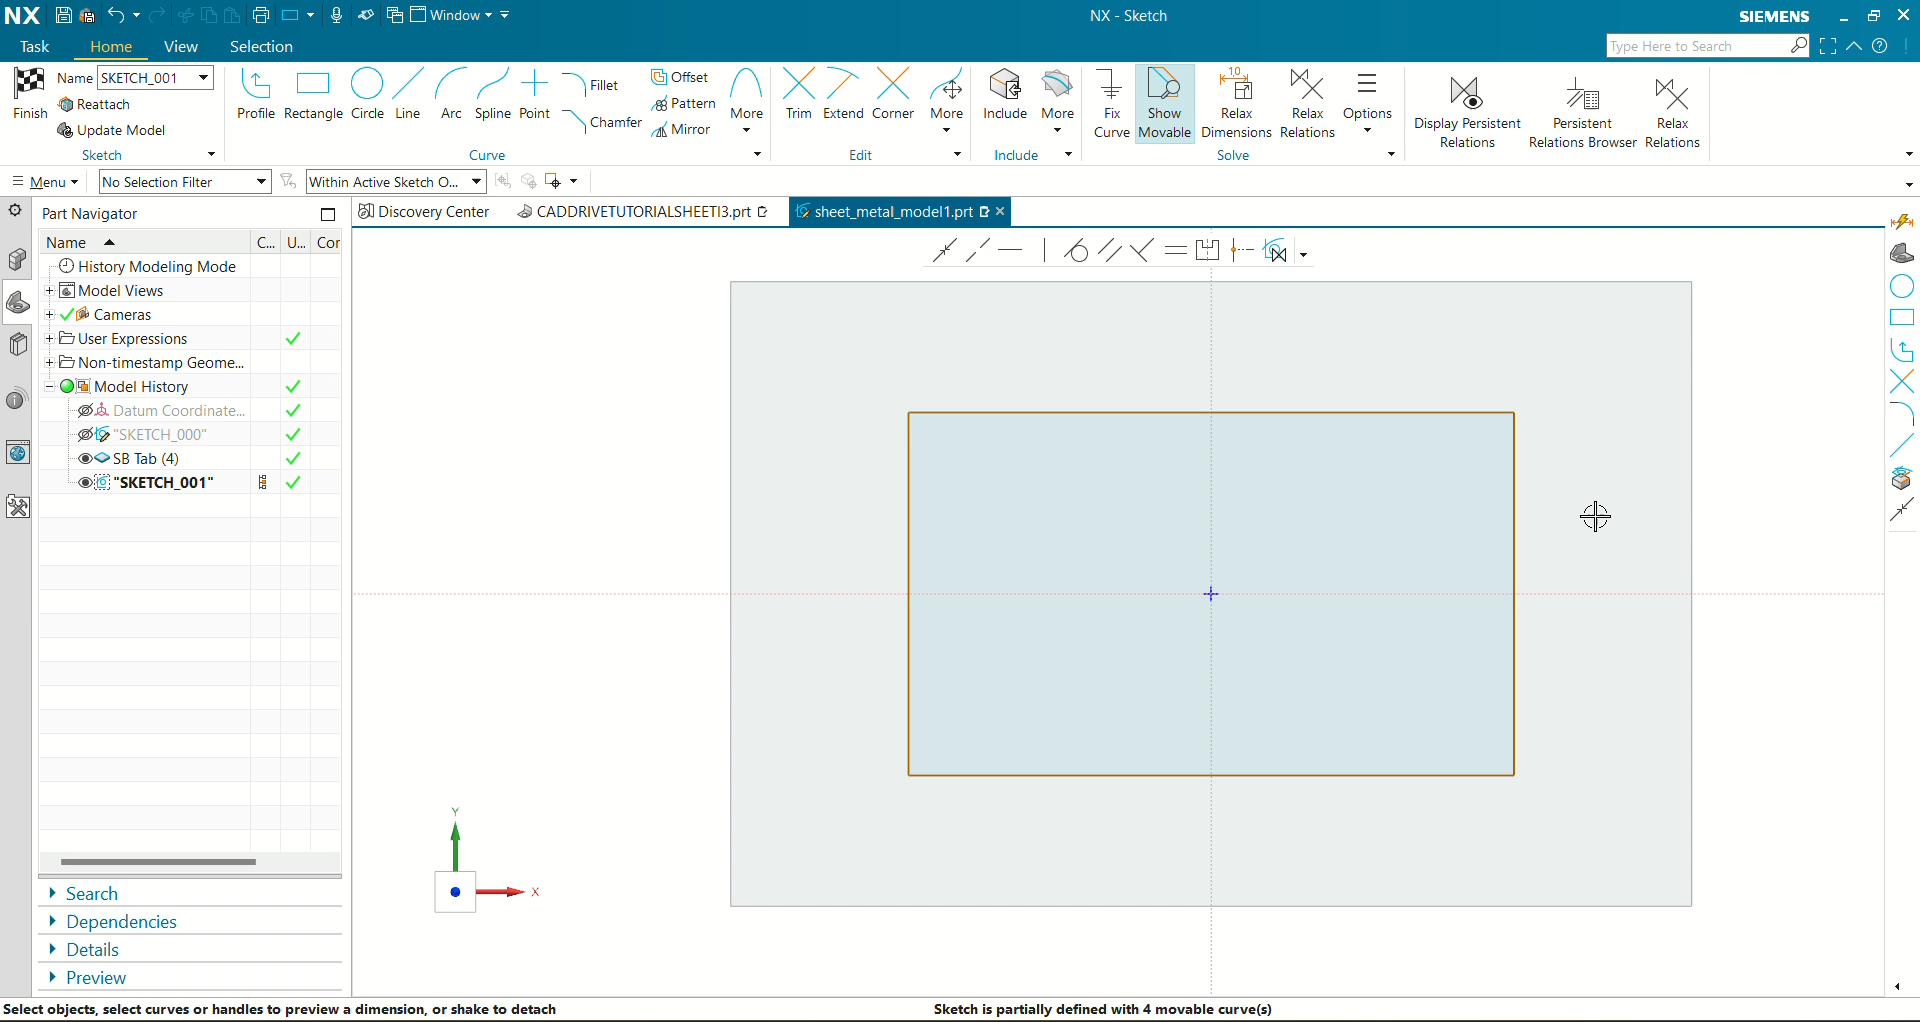 NX Window NX - Sketch SIEMENS
Task Home View Selection Type Here to Search
Finish Name SKETCH_001
Reattach
Update Model
Sketch
Profile Rectangle Circle Line Arc Spline Point
Fillet
Chamfer
Offset
Pattern
Mirror
More
Curve
Trim Extend Corner More
Edit
Include More
Include
Fix Curve
Show Movable
Relax Dimensions
Relax Relations
Options
Solve
Display Persistent Relations
Persistent Relations Browser
Relax Relations
Menu No Selection Filter Within Active Sketch O...
Part Navigator
Discovery Center CADDRIVETUTORIALSHEETI3.prt sheet_metal_model1.prt
Name C... U... Cor
History Modeling Mode
Model Views
Cameras
User Expressions
Non-timestamp Geome...
Model History
Datum Coordinate...
"SKETCH_000"
SB Tab (4)
"SKETCH_001"
Y
X
Search
Dependencies
Details
Preview
Select objects, select curves or handles to preview a dimension, or shake to detach
Sketch is partially defined with 4 movable curve(s)